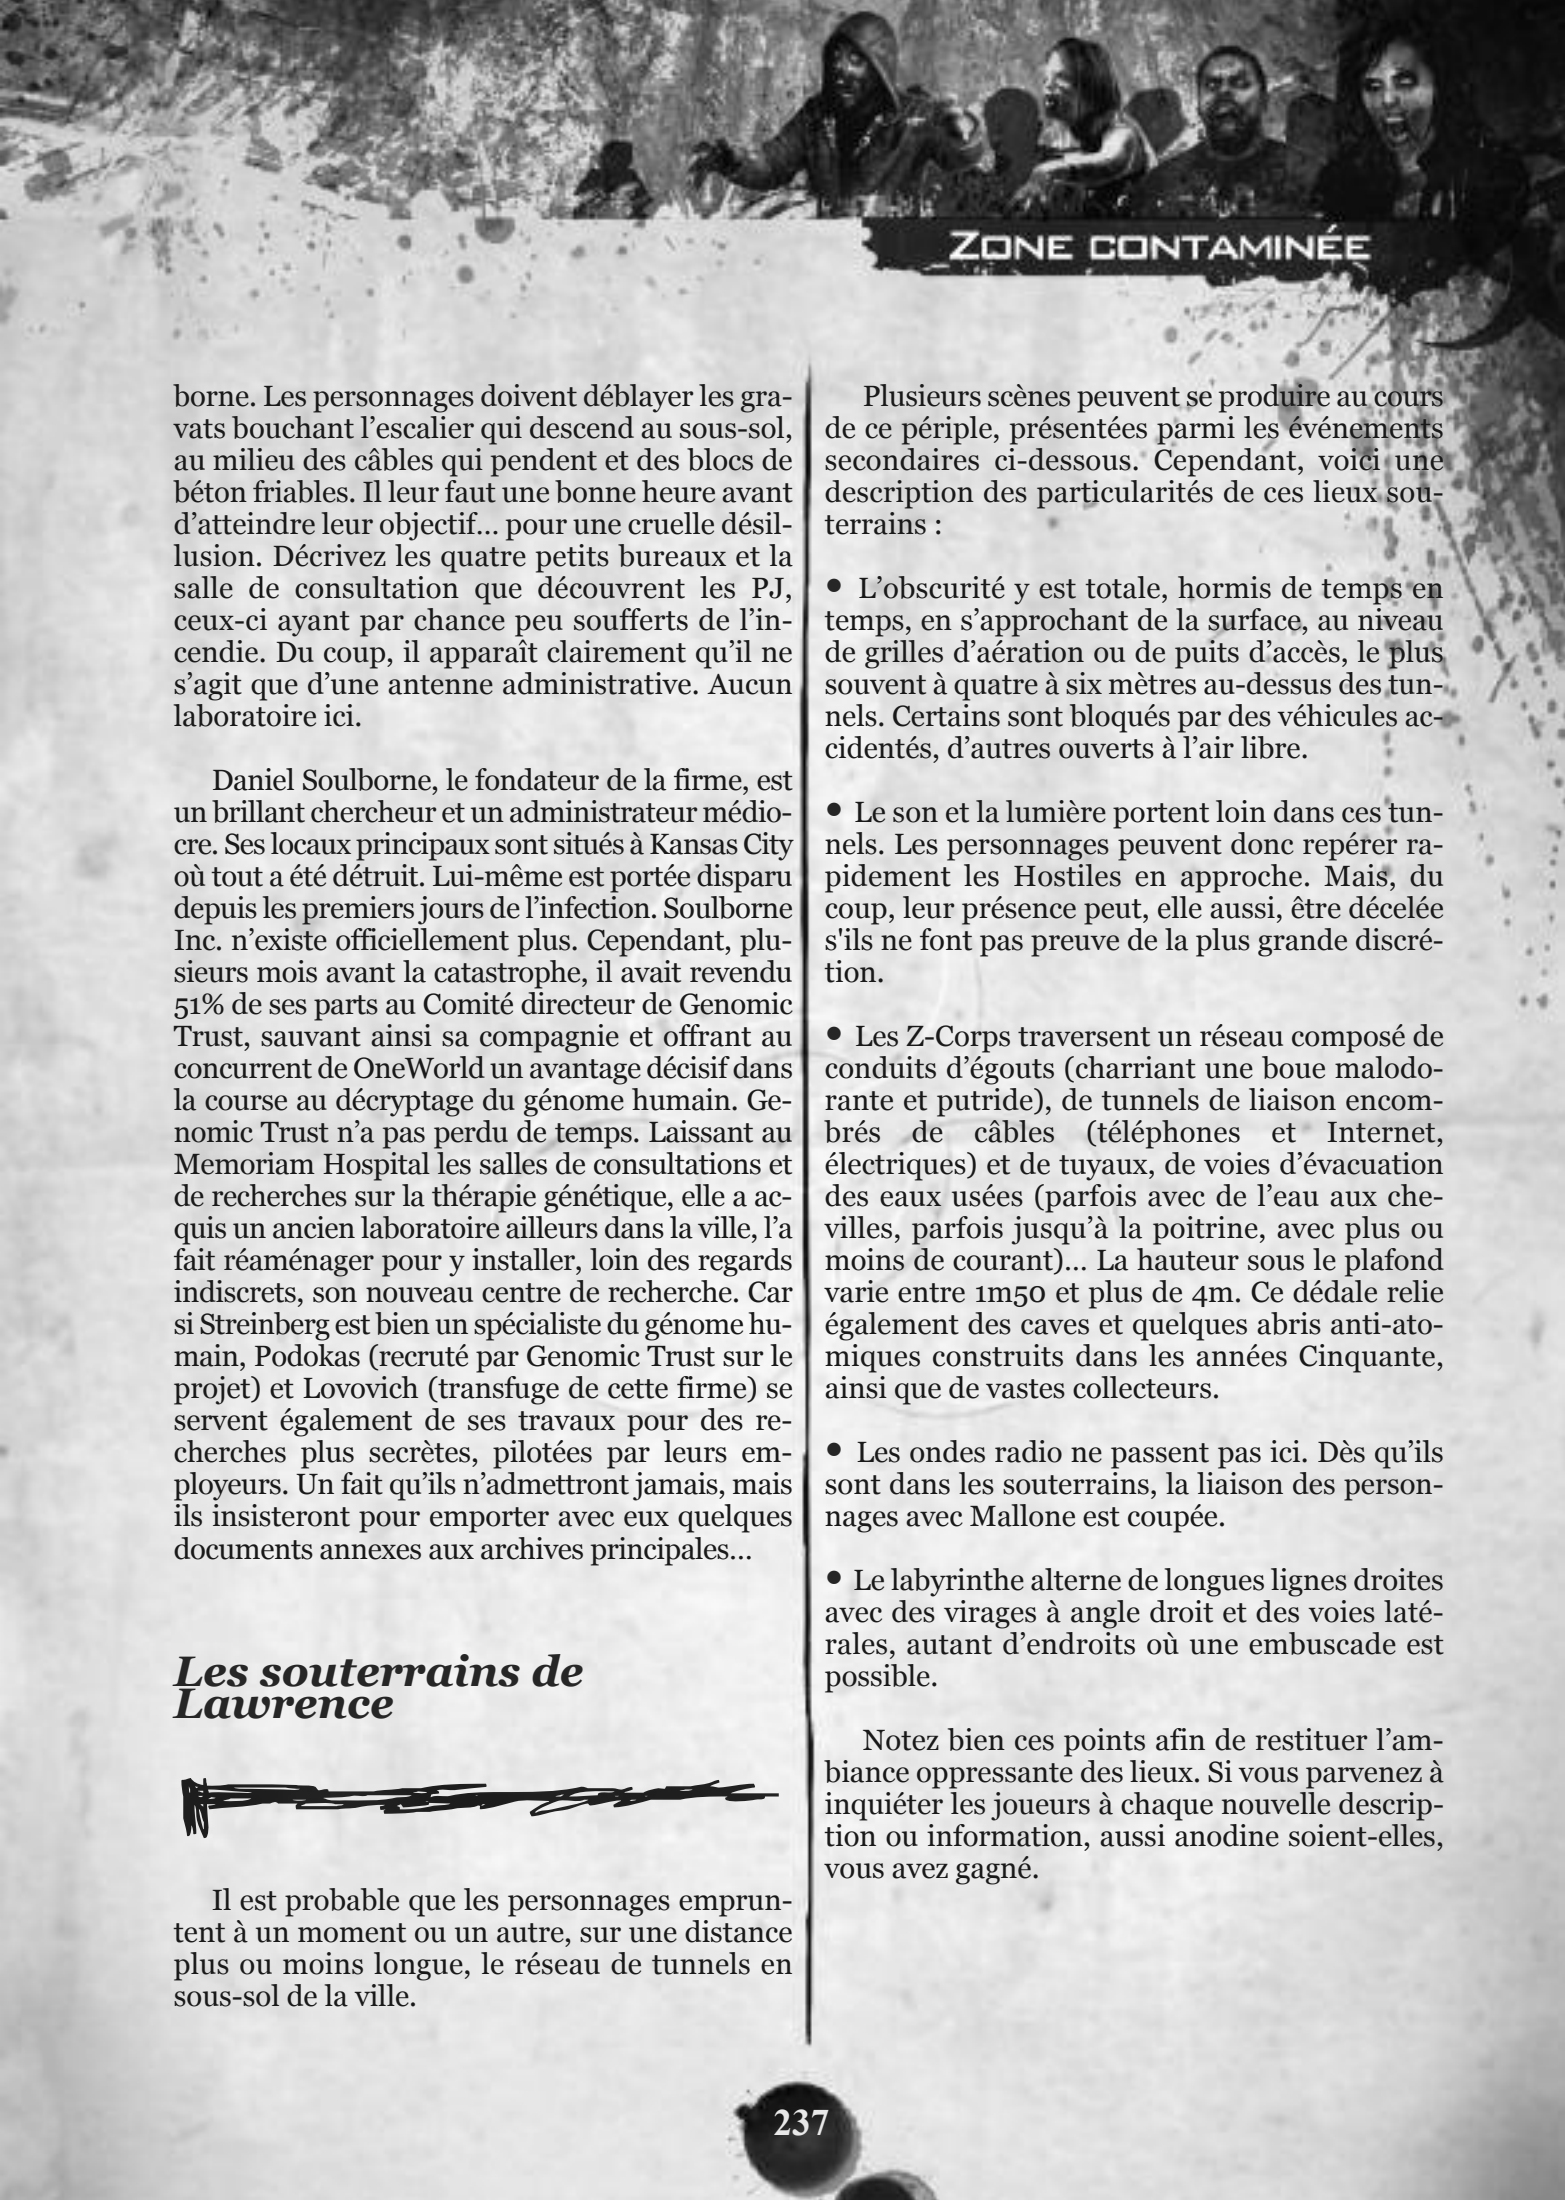 ZONE CONTAMINÉE
borne. Les personnages doivent déblayer les gra-
vats bouchant l’escalier qui descend au sous-sol,
au milieu des câbles qui pendent et des blocs de
béton friables. Il leur faut une bonne heure avant
d’atteindre leur objectif… pour une cruelle désil-
lusion. Décrivez les quatre petits bureaux et la
salle de consultation que découvrent les PJ,
ceux-ci ayant par chance peu soufferts de l’in-
cendie. Du coup, il apparaît clairement qu’il ne
s’agit que d’une antenne administrative. Aucun
laboratoire ici.
Daniel Soulborne, le fondateur de la firme, est
un brillant chercheur et un administrateur médio-
cre. Ses locaux principaux sont situés à Kansas City
où tout a été détruit. Lui-même est portée disparu
depuis les premiers jours de l’infection. Soulborne
Inc. n’existe officiellement plus. Cependant, plu-
sieurs mois avant la catastrophe, il avait revendu
51% de ses parts au Comité directeur de Genomic
Trust, sauvant ainsi sa compagnie et offrant au
concurrent de OneWorld un avantage décisif dans
la course au décryptage du génome humain. Ge-
nomic Trust n’a pas perdu de temps. Laissant au
Memoriam Hospital les salles de consultations et
de recherches sur la thérapie génétique, elle a ac-
quis un ancien laboratoire ailleurs dans la ville, l’a
fait réaménager pour y installer, loin des regards
indiscrets, son nouveau centre de recherche. Car
si Streinberg est bien un spécialiste du génome hu-
main, Podokas (recruté par Genomic Trust sur le
projet) et Lovovich (transfuge de cette firme) se
servent également de ses travaux pour des re-
cherches plus secrètes, pilotées par leurs em-
ployeurs. Un fait qu’ils n’admettront jamais, mais
ils insisteront pour emporter avec eux quelques
documents annexes aux archives principales…
Les souterrains de
Lawrence
Il est probable que les personnages emprun-
tent à un moment ou un autre, sur une distance
plus ou moins longue, le réseau de tunnels en
sous-sol de la ville.
Plusieurs scènes peuvent se produire au cours
de ce périple, présentées parmi les événements
secondaires ci-dessous. Cependant, voici une
description des particularités de ces lieux sou-
terrains :
• L’obscurité y est totale, hormis de temps en
temps, en s’approchant de la surface, au niveau
de grilles d’aération ou de puits d’accès, le plus
souvent à quatre à six mètres au-dessus des tun-
nels. Certains sont bloqués par des véhicules ac-
cidentés, d’autres ouverts à l’air libre.
• Le son et la lumière portent loin dans ces tun-
nels. Les personnages peuvent donc repérer ra-
pidement les Hostiles en approche. Mais, du
coup, leur présence peut, elle aussi, être décelée
s'ils ne font pas preuve de la plus grande discré-
tion.
• Les Z-Corps traversent un réseau composé de
conduits d’égouts (charriant une boue malodo-
rante et putride), de tunnels de liaison encom-
brés de câbles (téléphones et Internet,
électriques) et de tuyaux, de voies d’évacuation
des eaux usées (parfois avec de l’eau aux che-
villes, parfois jusqu’à la poitrine, avec plus ou
moins de courant)… La hauteur sous le plafond
varie entre 1m50 et plus de 4m. Ce dédale relie
également des caves et quelques abris anti-ato-
miques construits dans les années Cinquante,
ainsi que de vastes collecteurs.
• Les ondes radio ne passent pas ici. Dès qu’ils
sont dans les souterrains, la liaison des person-
nages avec Mallone est coupée.
• Le labyrinthe alterne de longues lignes droites
avec des virages à angle droit et des voies laté-
rales, autant d’endroits où une embuscade est
possible.
Notez bien ces points afin de restituer l’am-
biance oppressante des lieux. Si vous parvenez à
inquiéter les joueurs à chaque nouvelle descrip-
tion ou information, aussi anodine soient-elles,
vous avez gagné.
237